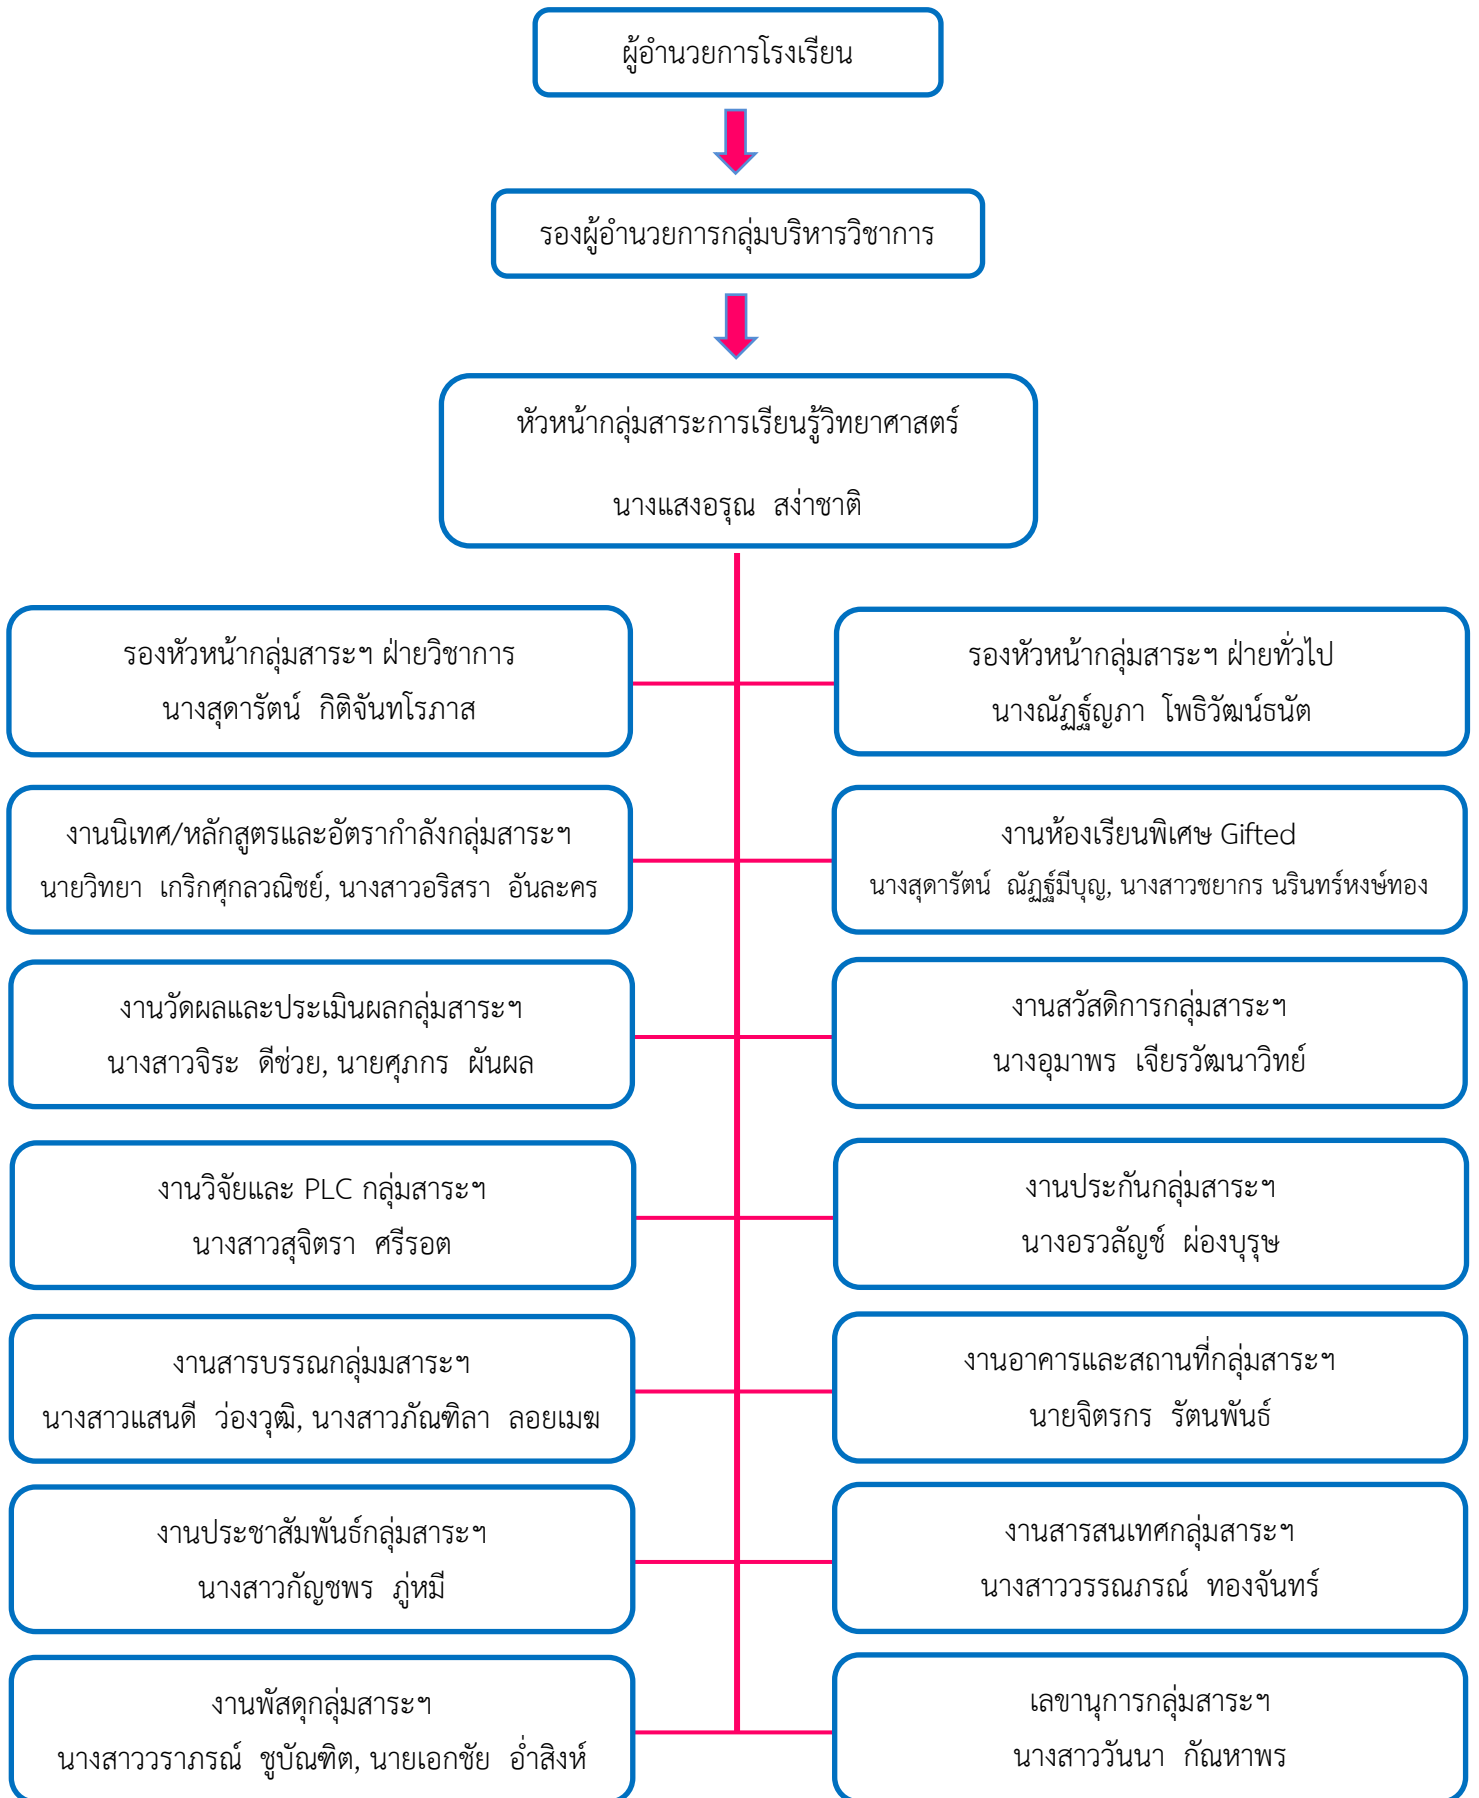 ผู้อำนวยการโรงเรียน
รองผู้อำนวยการกลุ่มบริหารวิชาการ
หัวหน้ากลุ่มสาระการเรียนรู้วิทยาศาสตร์
นางแสงอรุณ สง่าชาติ
รองหัวหน้ากลุ่มสาระฯ ฝ่ายวิชาการ
นางสุดารัตน์ กิติจันทโรภาส
รองหัวหน้ากลุ่มสาระฯ ฝ่ายทั่วไป
นางณัฏฐ์ญภา โพธิวัฒน์ธนัต
งานนิเทศ/หลักสูตรและอัตรากำลังกลุ่มสาระฯ
นายวิทยา เกริกศุกลวณิชย์, นางสาวอริสรา อันละคร
งานห้องเรียนพิเศษ Gifted
นางสุดารัตน์ ณัฏฐ์มีบุญ, นางสาวชยากร นรินทร์หงษ์ทอง
งานวัดผลและประเมินผลกลุ่มสาระฯ
นางสาวจิระ ดีช่วย, นายศุภกร ผันผล
งานสวัสดิการกลุ่มสาระฯ
นางอุมาพร เจียรวัฒนาวิทย์
งานวิจัยและ PLC กลุ่มสาระฯ
นางสาวสุจิตรา ศรีรอต
งานประกันกลุ่มสาระฯ
นางอรวลัญช์ ผ่องบุรุษ
งานสารบรรณกลุ่มมสาระฯ
นางสาวแสนดี ว่องวุฒิ, นางสาวภัณฑิลา ลอยเมฆ
งานอาคารและสถานที่กลุ่มสาระฯ
นายจิตรกร รัตนพันธ์
งานประชาสัมพันธ์กลุ่มสาระฯ
นางสาวกัญชพร ภู่หมี
งานสารสนเทศกลุ่มสาระฯ
นางสาววรรณภรณ์ ทองจันทร์
งานพัสดุกลุ่มสาระฯ
นางสาววราภรณ์ ชูบัณฑิต, นายเอกชัย อ่ำสิงห์
เลขานุการกลุ่มสาระฯ
นางสาววันนา กัณหาพร